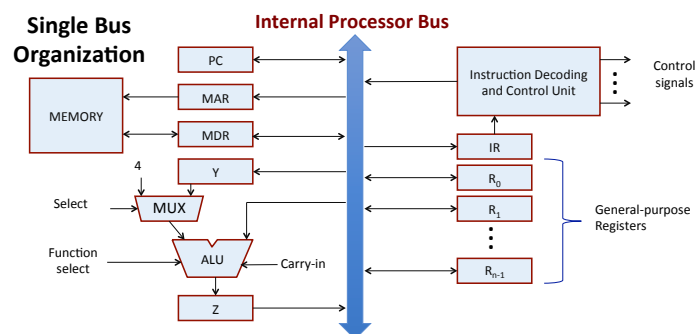 Single Bus
Organization
Internal Processor Bus
PC
MAR
MEMORY
MDR
Y
4
Select
MUX
Function
select
ALU
Carry-in
Z
Instruction Decoding
and Control Unit
Control
signals
IR
R0
R1
General-purpose
Registers
Rn-1